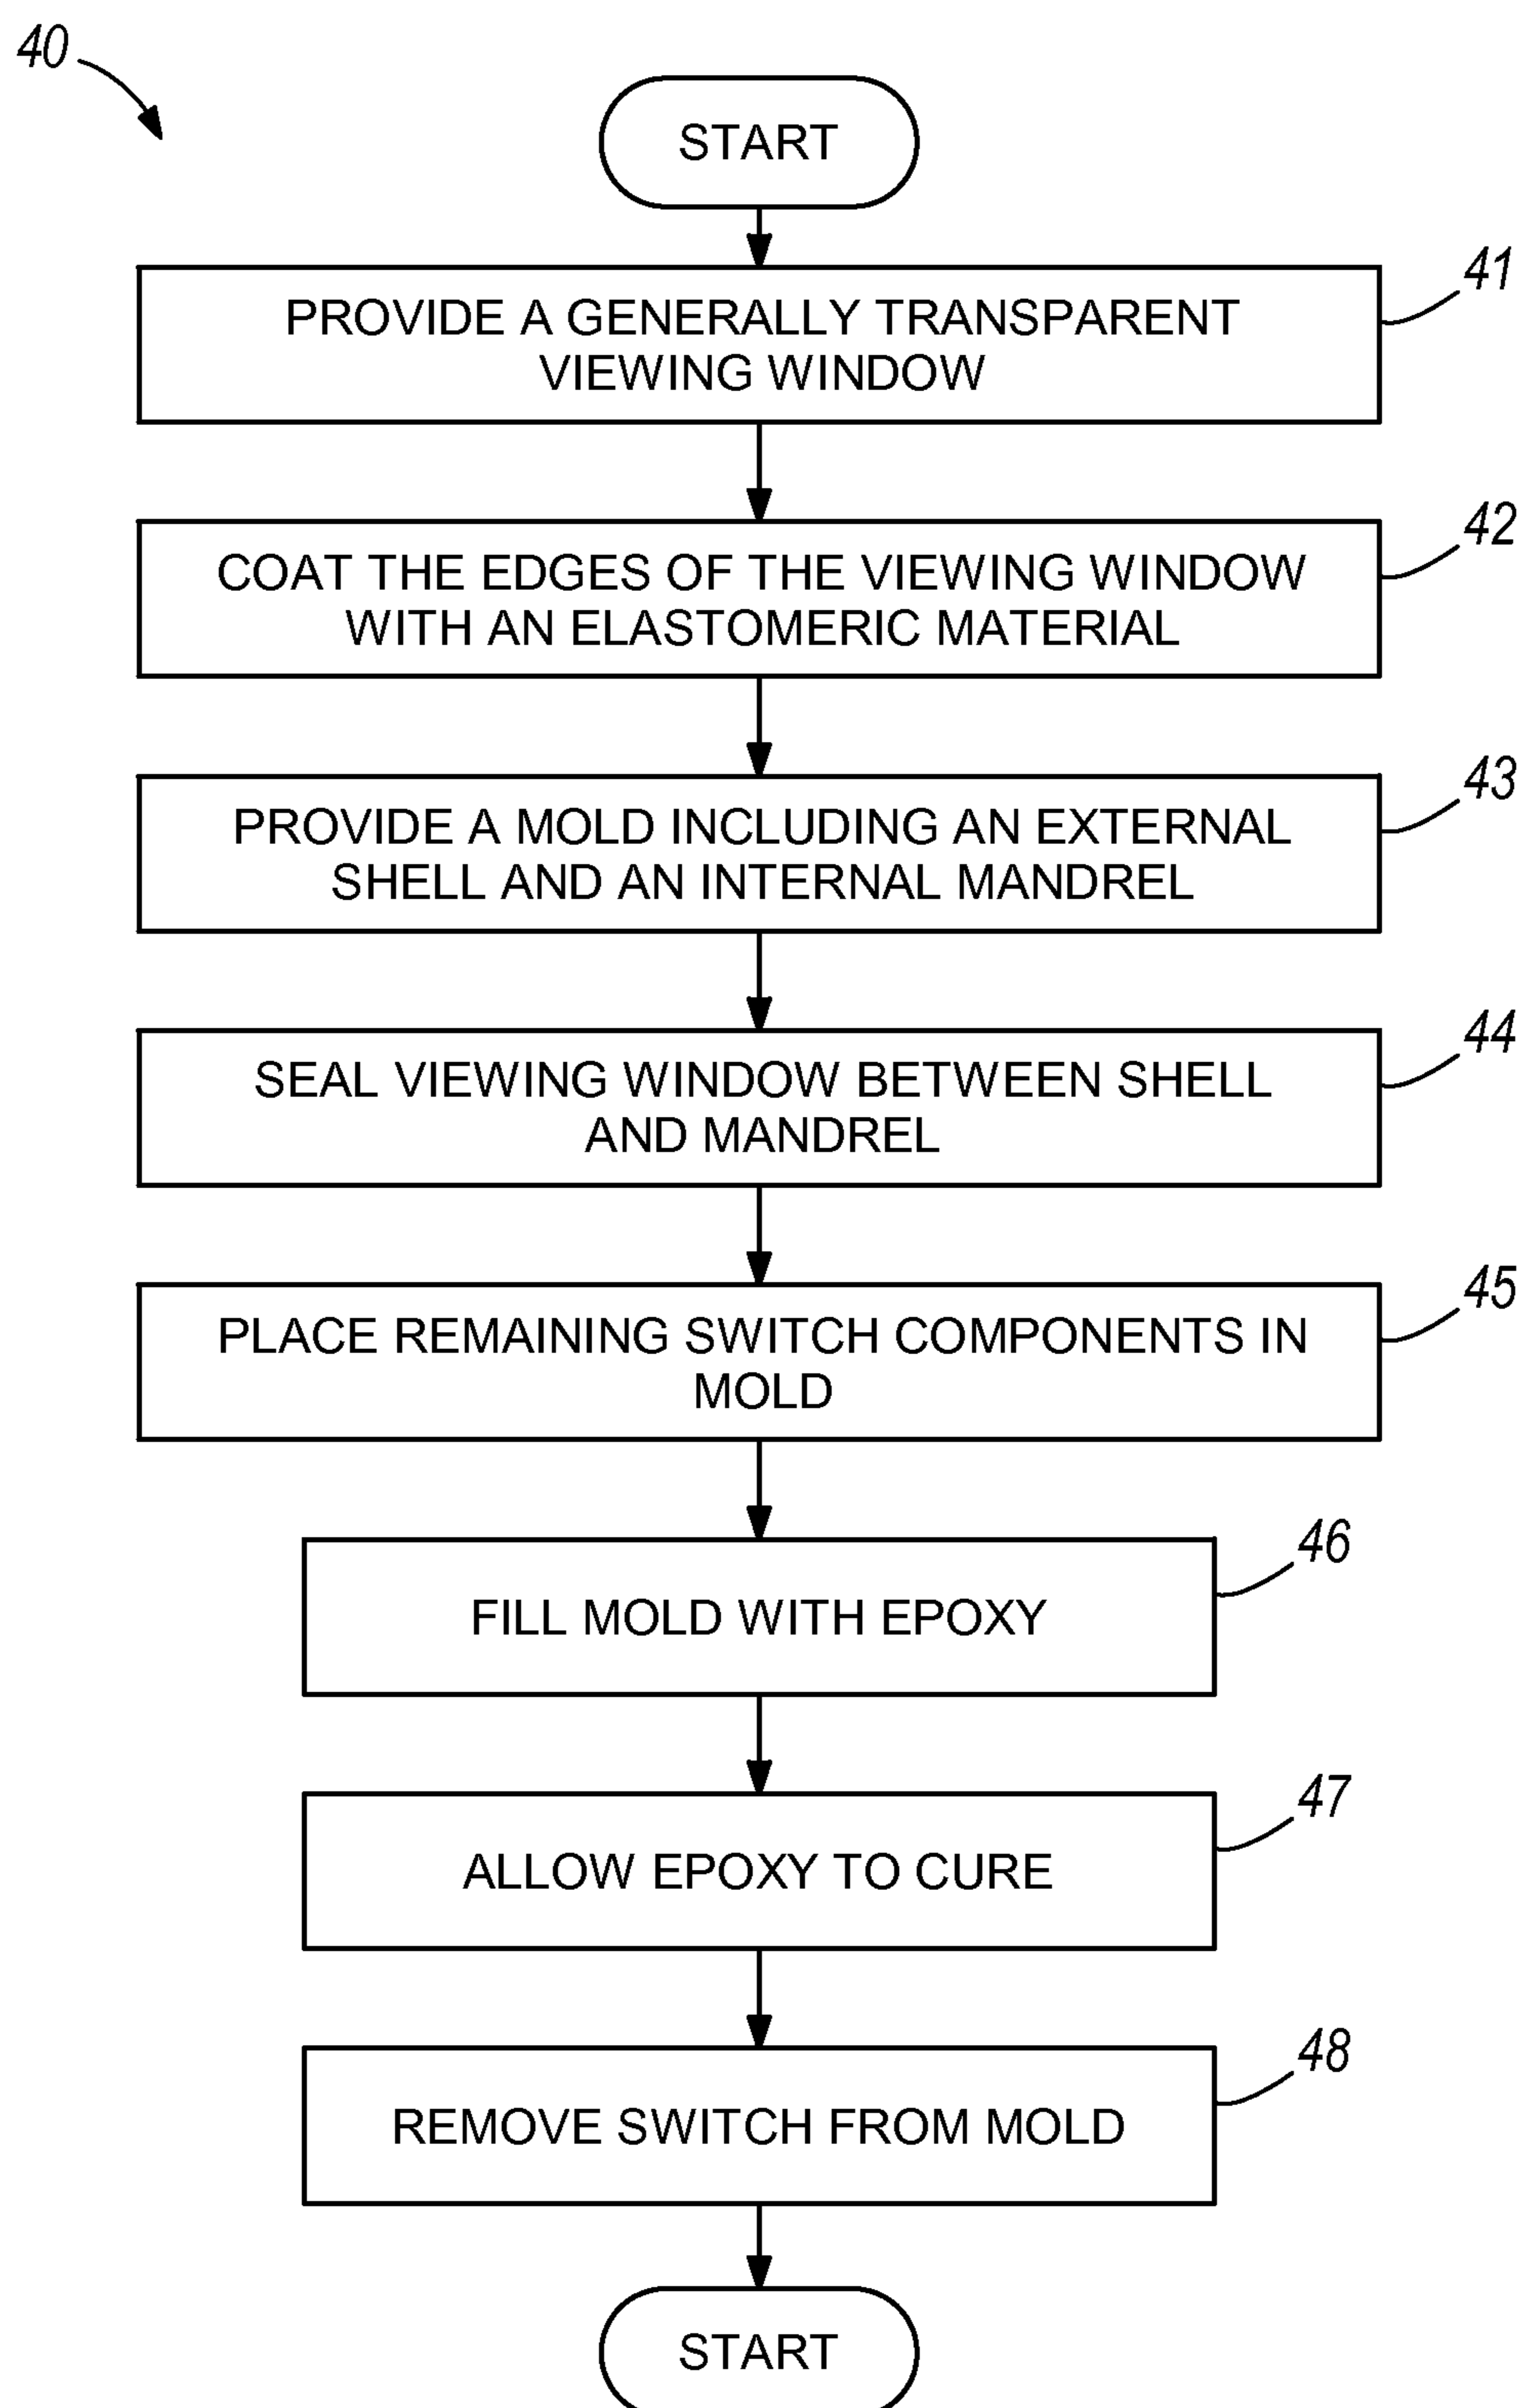 40
START
41
PROVIDE A GENERALLY TRANSPARENT
VIEWING WINDOW
42
COAT THE EDGES OF THE VIEWING WINDOW
WITH AN ELASTOMERIC MATERIAL
43
PROVIDE A MOLD INCLUDING AN EXTERNAL
SHELL AND AN INTERNAL MANDREL
44
SEAL VIEWING WINDOW BETWEEN SHELL
AND MANDREL
45
PLACE REMAINING SWITCH COMPONENTS IN
MOLD
46
FILL MOLD WITH EPOXY
47
ALLOW EPOXY TO CURE
48
REMOVE SWITCH FROM MOLD
START